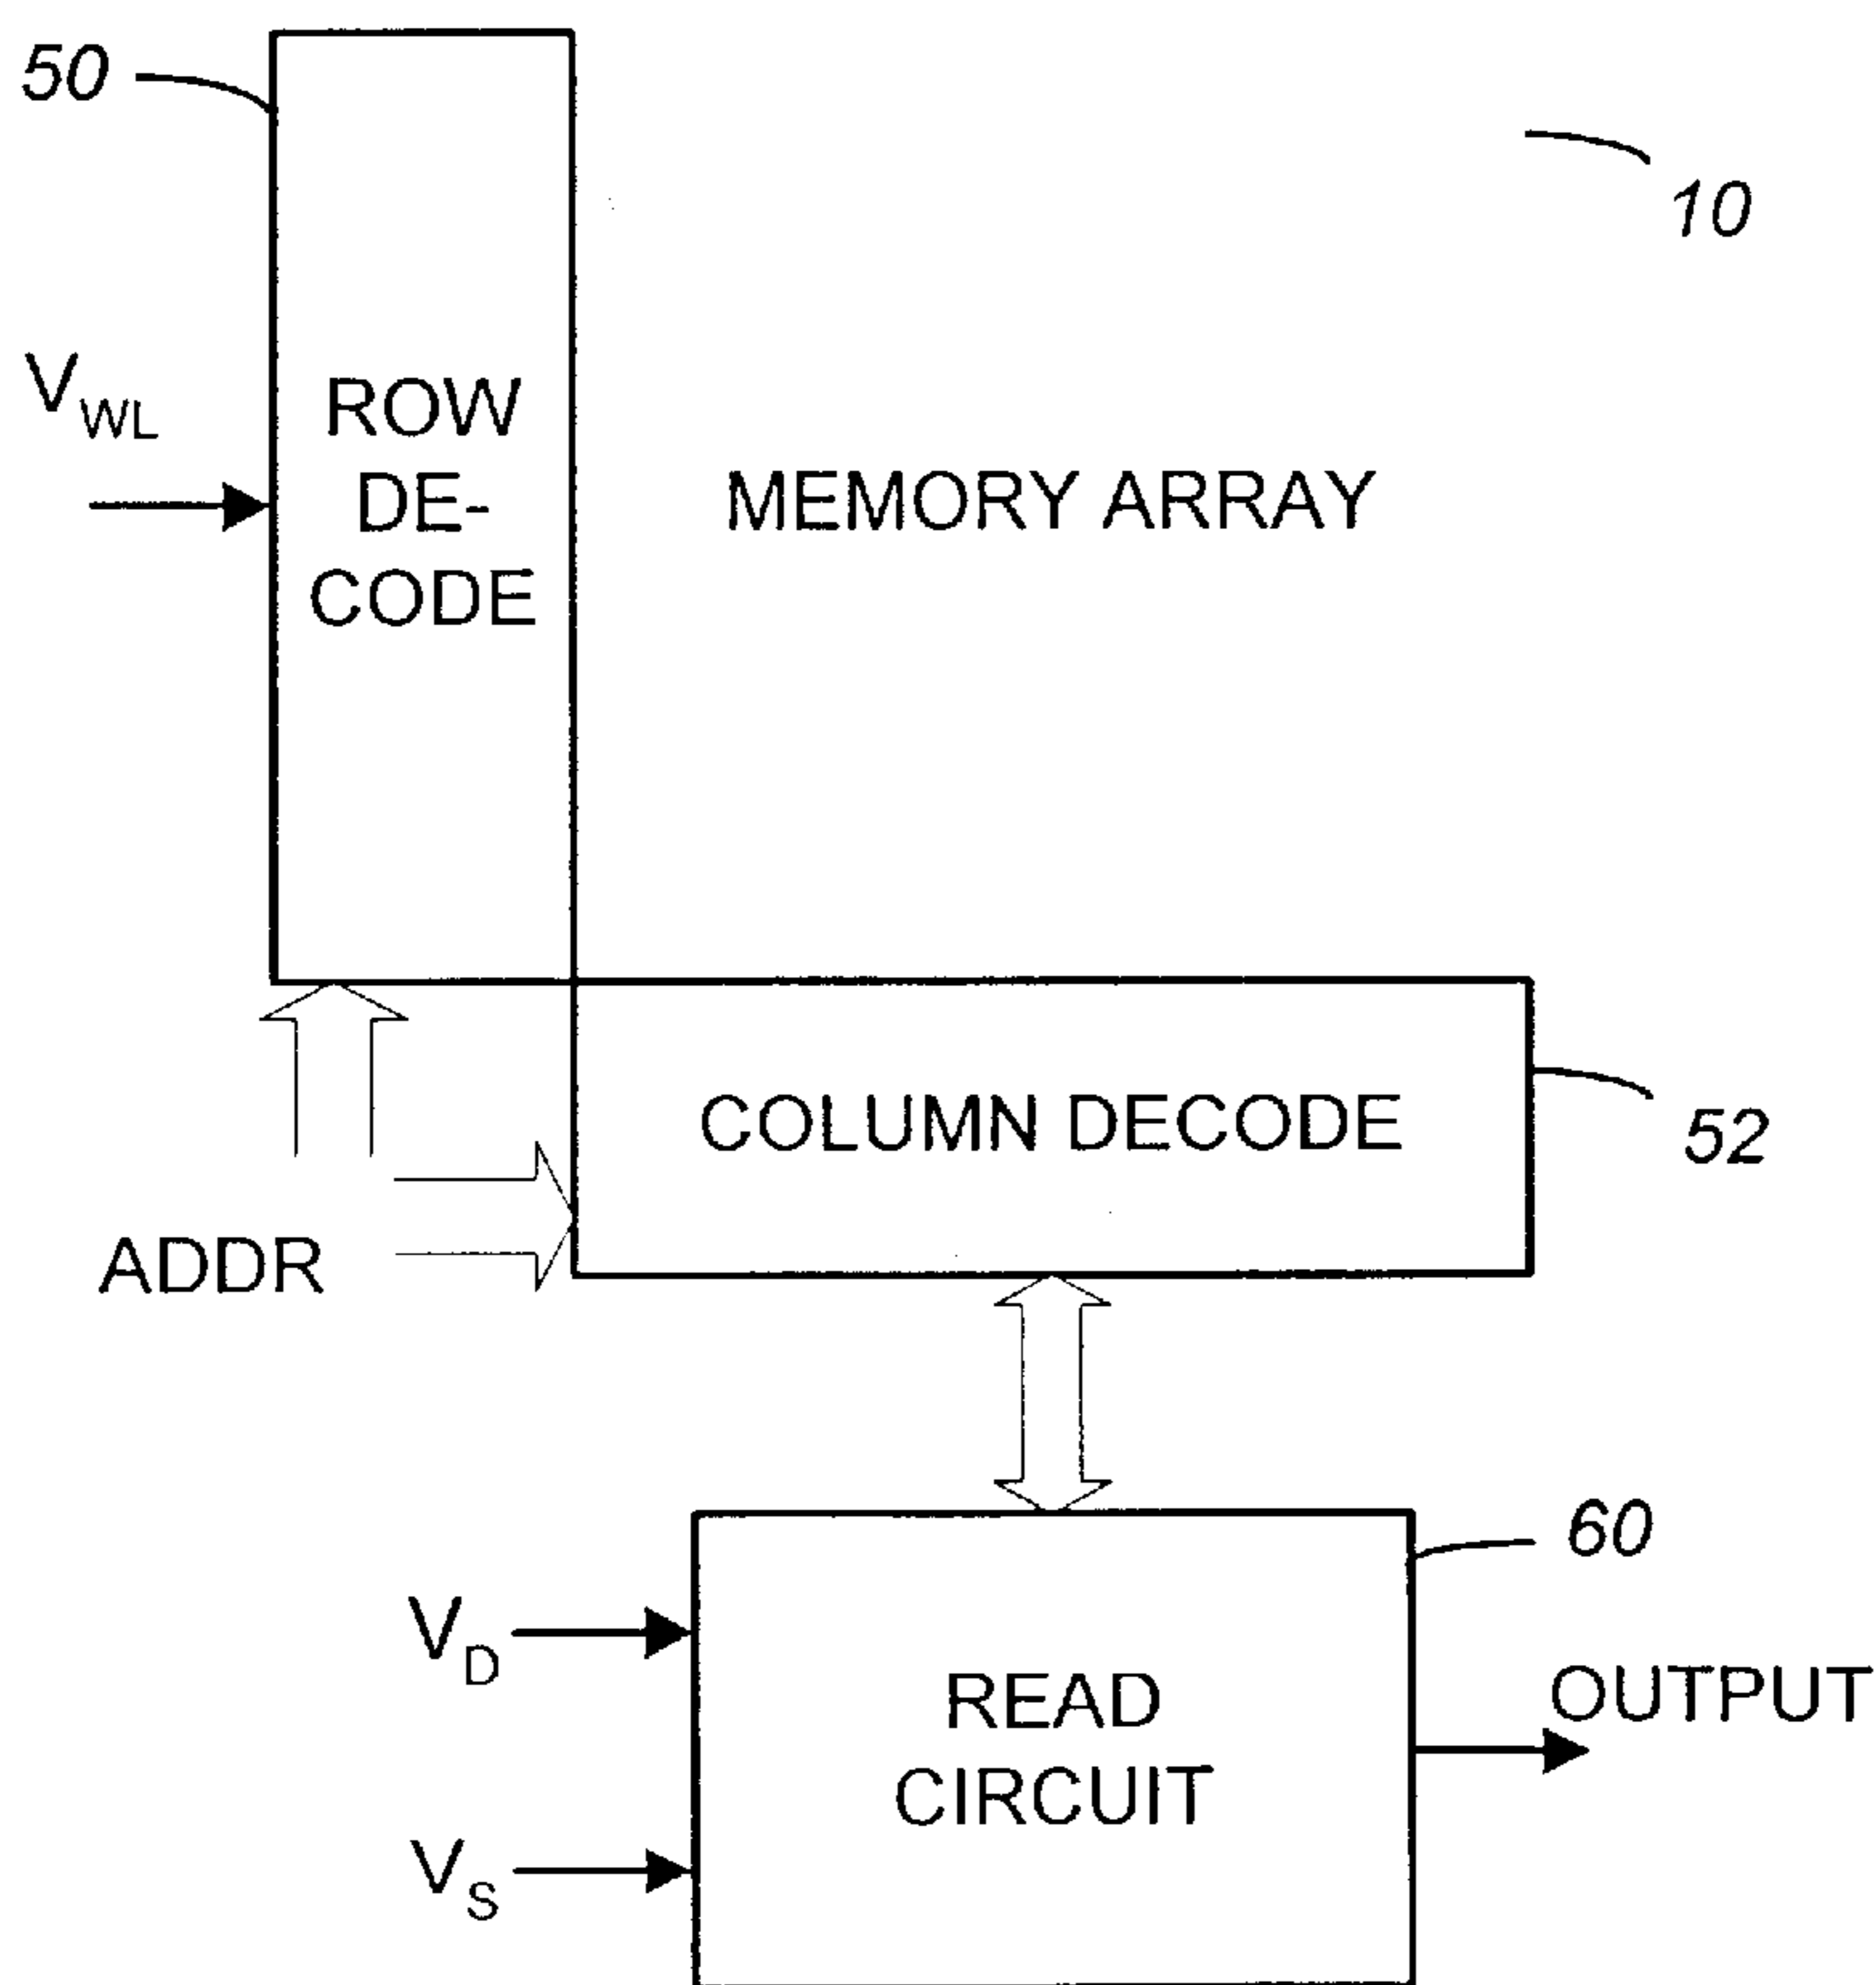 50
10
V_WL
ROW
DE-
CODE
MEMORY ARRAY
COLUMN DECODE
52
ADDR
60
V_D
READ
CIRCUIT
OUTPUT
V_S